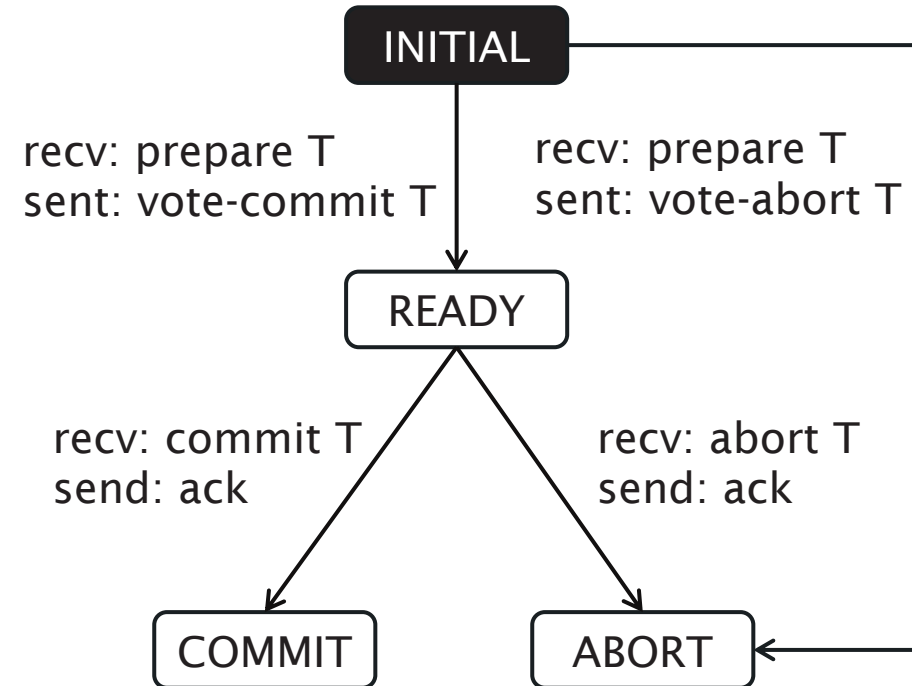 INITIAL
recv: prepare T
sent: vote-commit T
recv: prepare T
sent: vote-abort T
READY
recv: commit T
send: ack
recv: abort T
send: ack
COMMIT
ABORT